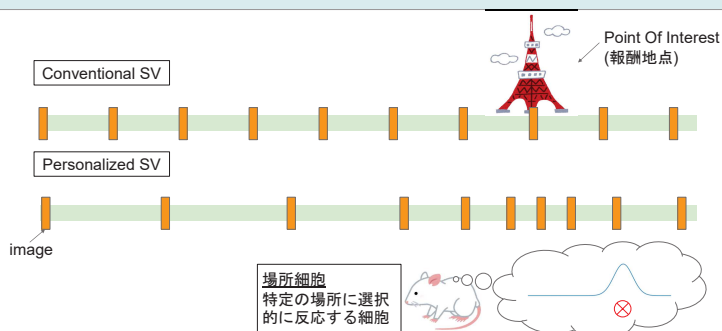 Point Of Interest
(報酬地点)
Conventional SV
Personalized SV
image
場所細胞
特定の場所に選択
的に反応する細胞